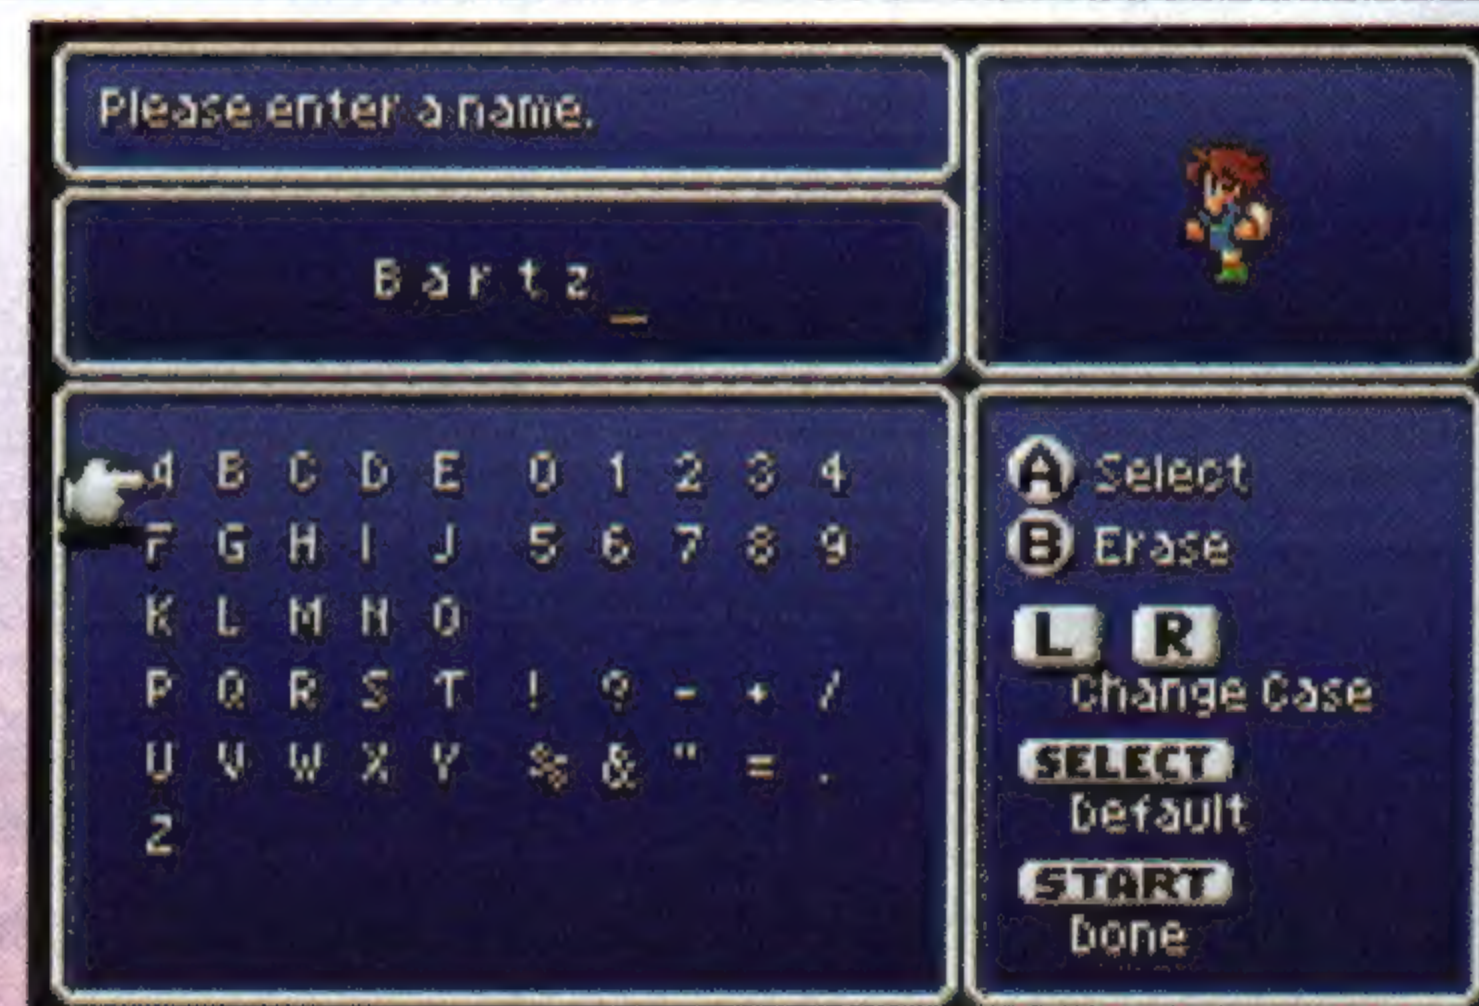 Please enter a name.
Bartz_
A B C D E 0 1 2 3 4
F G H I J 5 6 7 8 9
K L M N O
P Q R S T ! ? - + /
U V W X Y % & " = .
Z
A Select
B Erase
L R
Change Case
SELECT
Default
START
Done